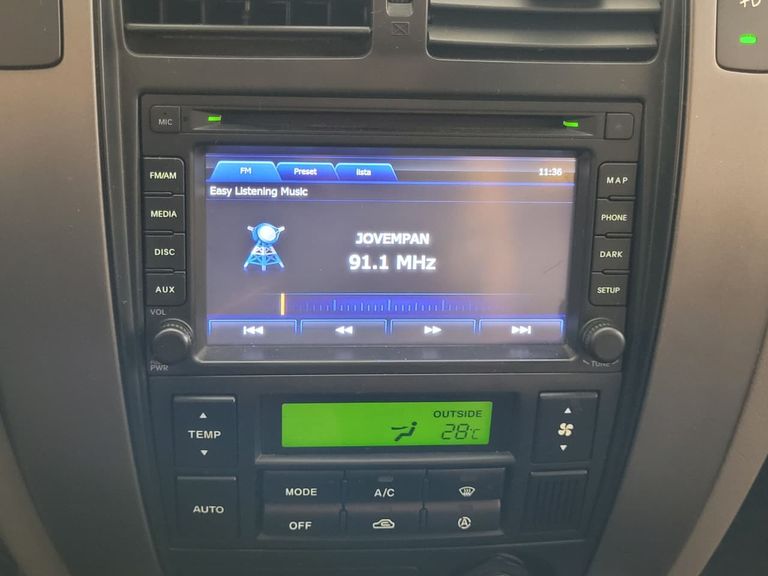 MIC
FM/AM
MEDIA
DISC
AUX
VOL
PWR
FM Preset lista 11:36
Easy Listening Music
JOVEMPAN
91.1 MHz
MAP
PHONE
DARK
SETUP
TUNE
TEMP
AUTO
OUTSIDE
28°C
MODE A/C
OFF